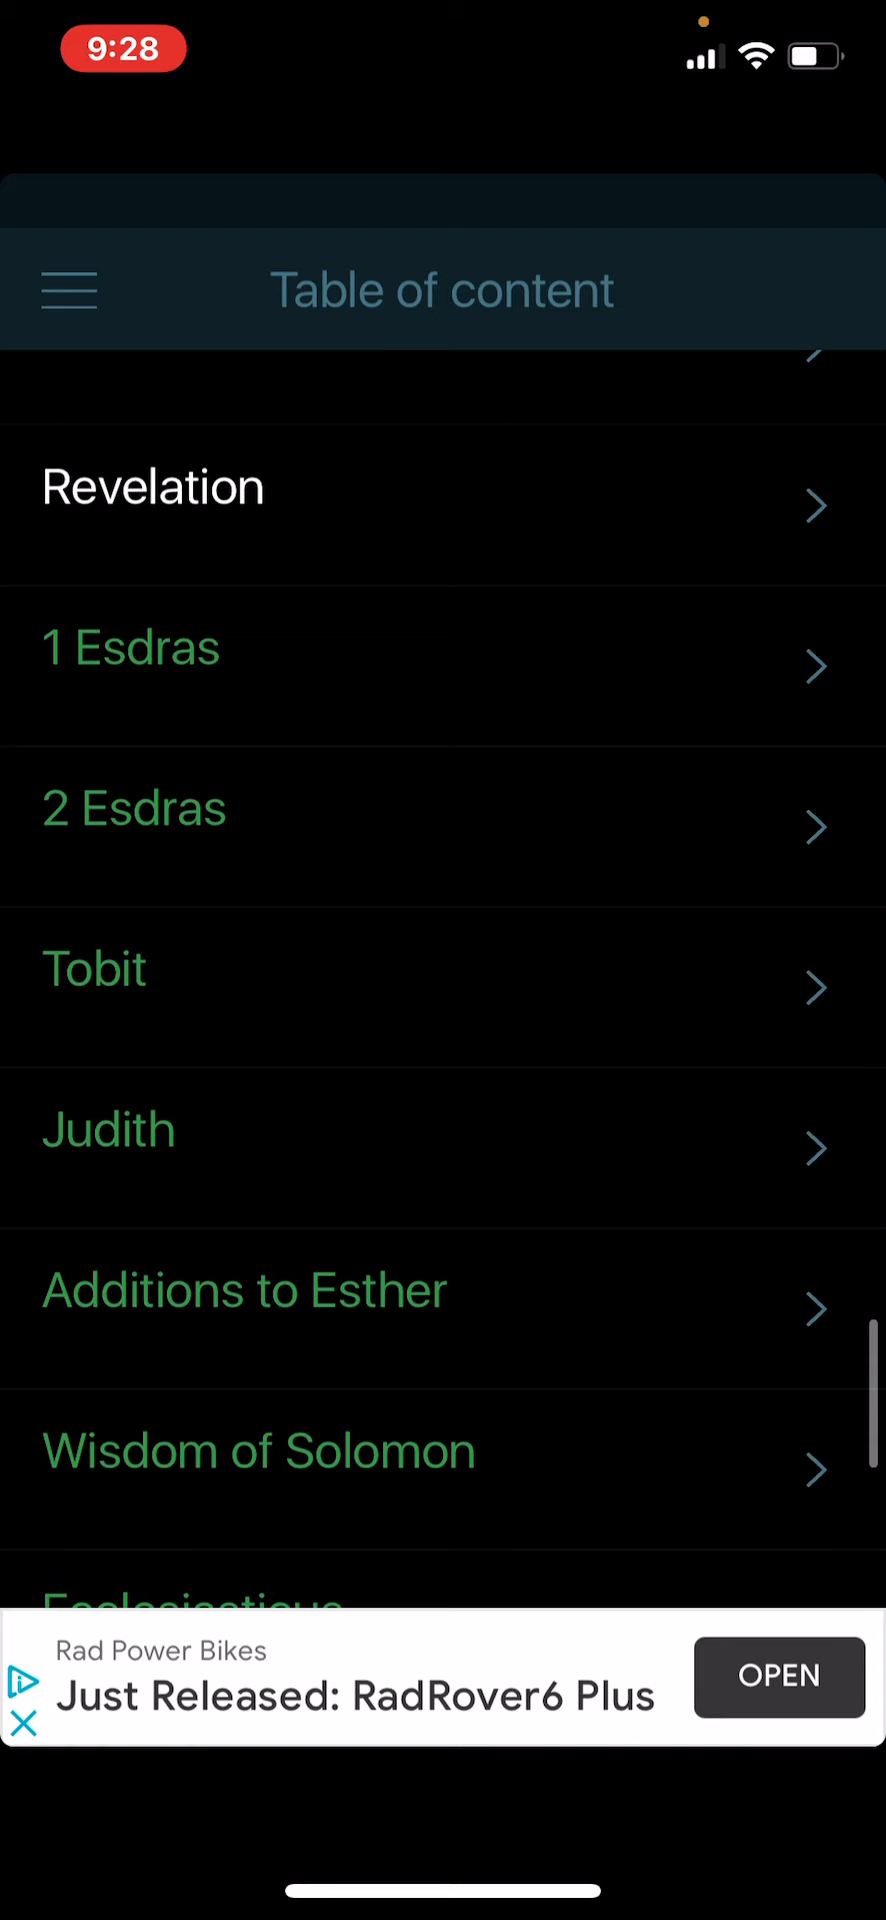 9:28
Table of content
Revelation
1 Esdras
2 Esdras
Tobit
Judith
Additions to Esther
Wisdom of Solomon
Ecclesiasticus
Rad Power Bikes
Just Released: RadRover6 Plus
OPEN